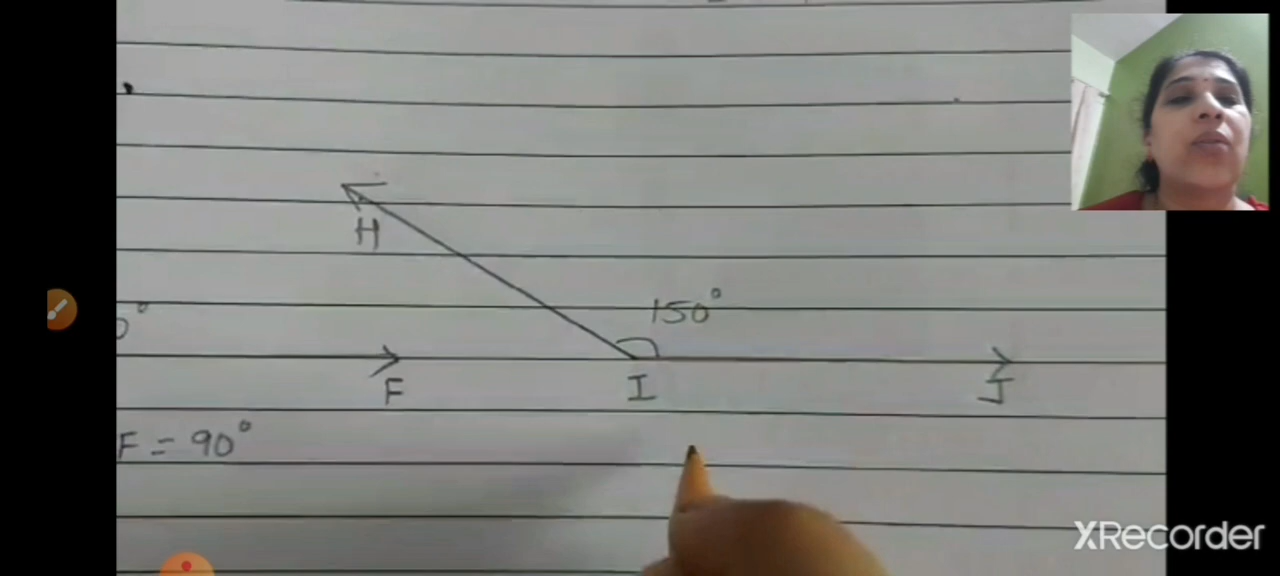 H
150°
F I J
F = 90°
XRecorder